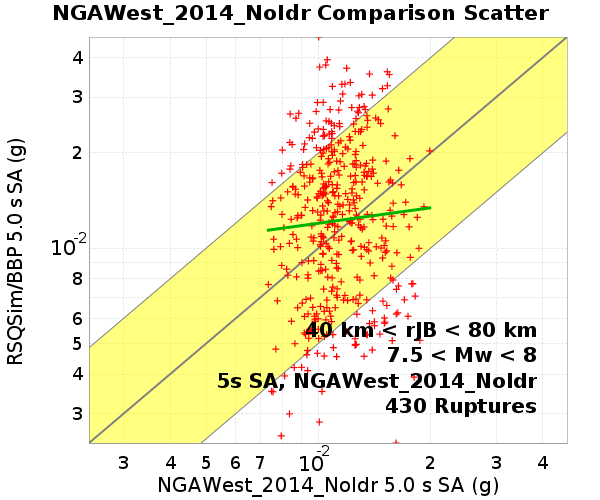 NGAWest_2014_NoIdr Comparison Scatter
RSQSim/BBP 5.0 s SA (g)
4
3
2
10-2
8
6
5
4
3
40 km < rJB < 80 km
7.5 < Mw < 8
5s SA, NGAWest_2014_NoIdr
430 Ruptures
3 4 5 6 7 10-2 2 3 4
NGAWest_2014_NoIdr 5.0 s SA (g)